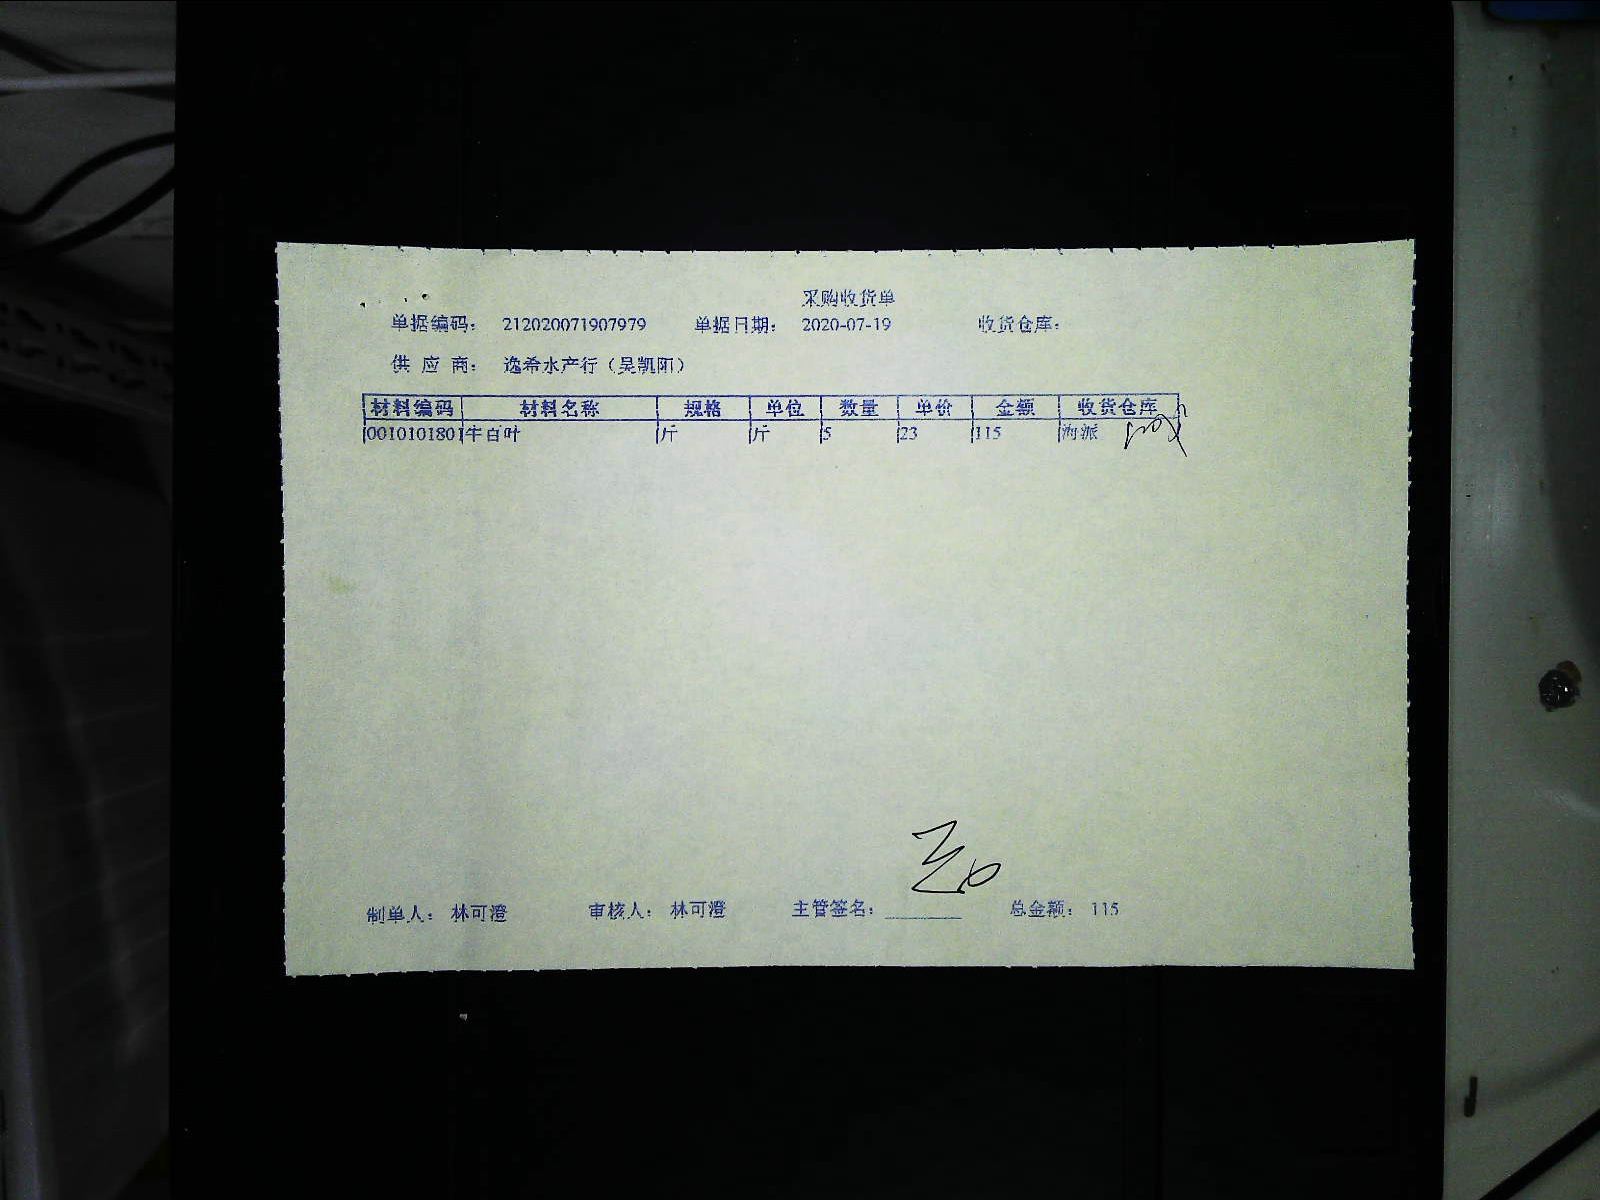 采购收货单
单据编码： 212020071907979 单据日期： 2020-07-19 收货仓库：
供 应 商： 逸希水产行（吴凯阳）
材料编码 材料名称 规格 单位 数量 单价 金额 收货仓库
0010101801 牛百叶 斤 斤 5 23 115 海派
制单人： 林可澄 审核人： 林可澄 主管签名： 总金额： 115